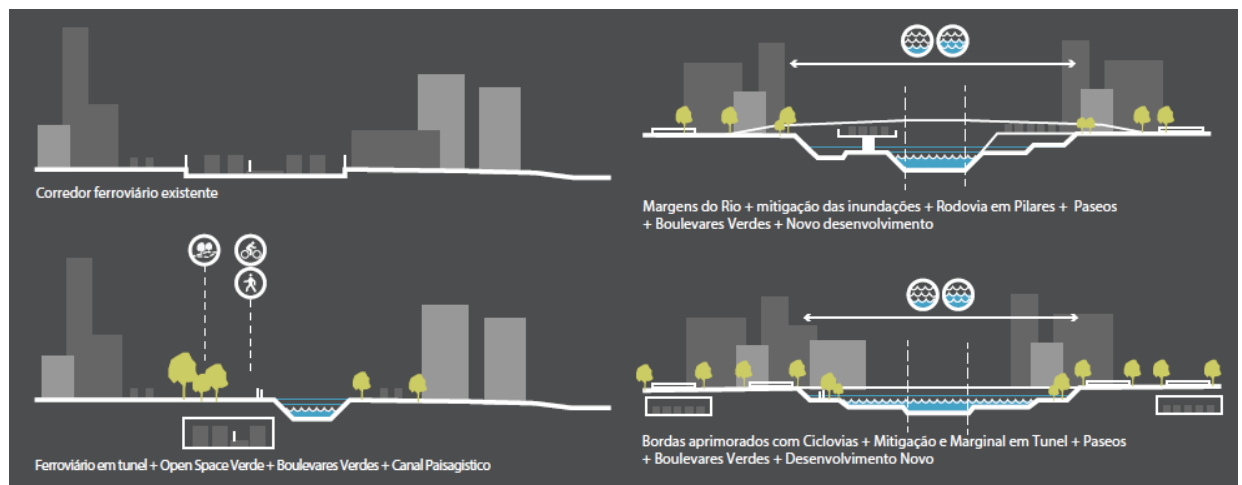 Corredor ferroviário existente
Ferroviário em tunel + Open Space Verde + Boulevares Verdes + Canal Paisagistico
Margens do Rio + mitigação das inundações + Rodovia em Pilares + Paseos
+ Boulevares Verdes + Novo desenvolvimento
Bordas aprimorados com Ciclovias + Mitigação e Marginal em Tunel + Paseos
+ Boulevares Verdes + Desenvolvimento Novo